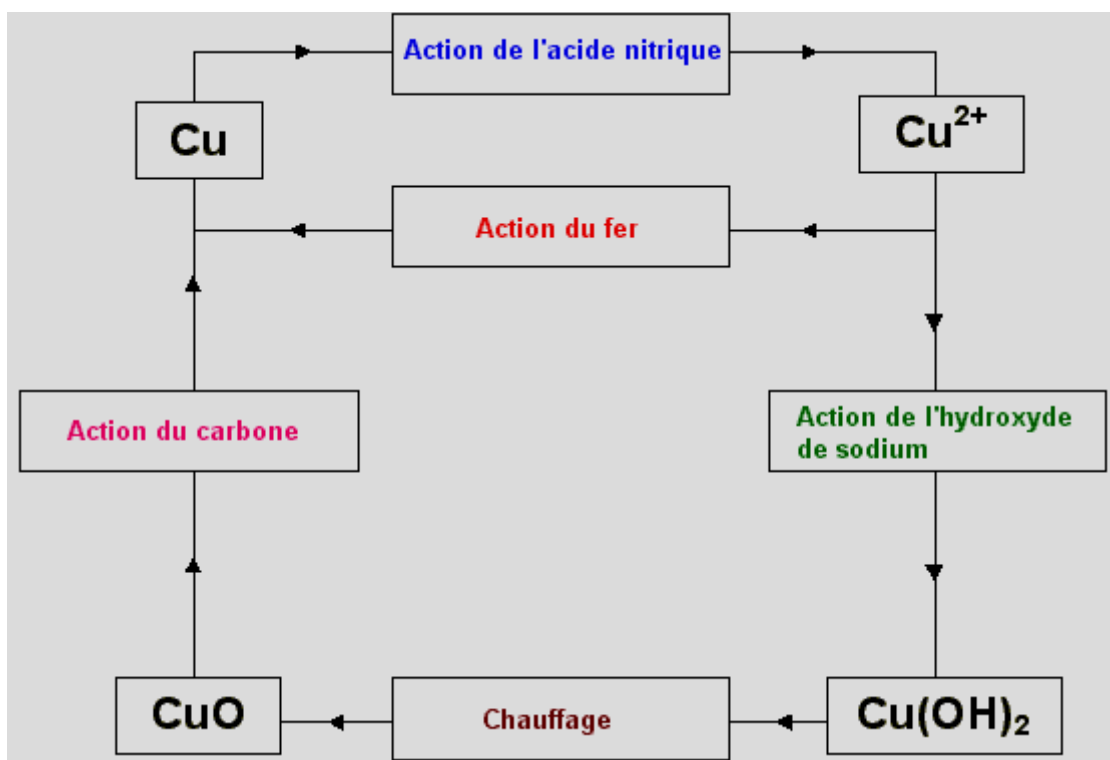 Action de l'acide nitrique
Cu
Cu²⁺
Action du fer
Action du carbone
Action de l'hydroxyde
de sodium
CuO
Chauffage
Cu(OH)₂